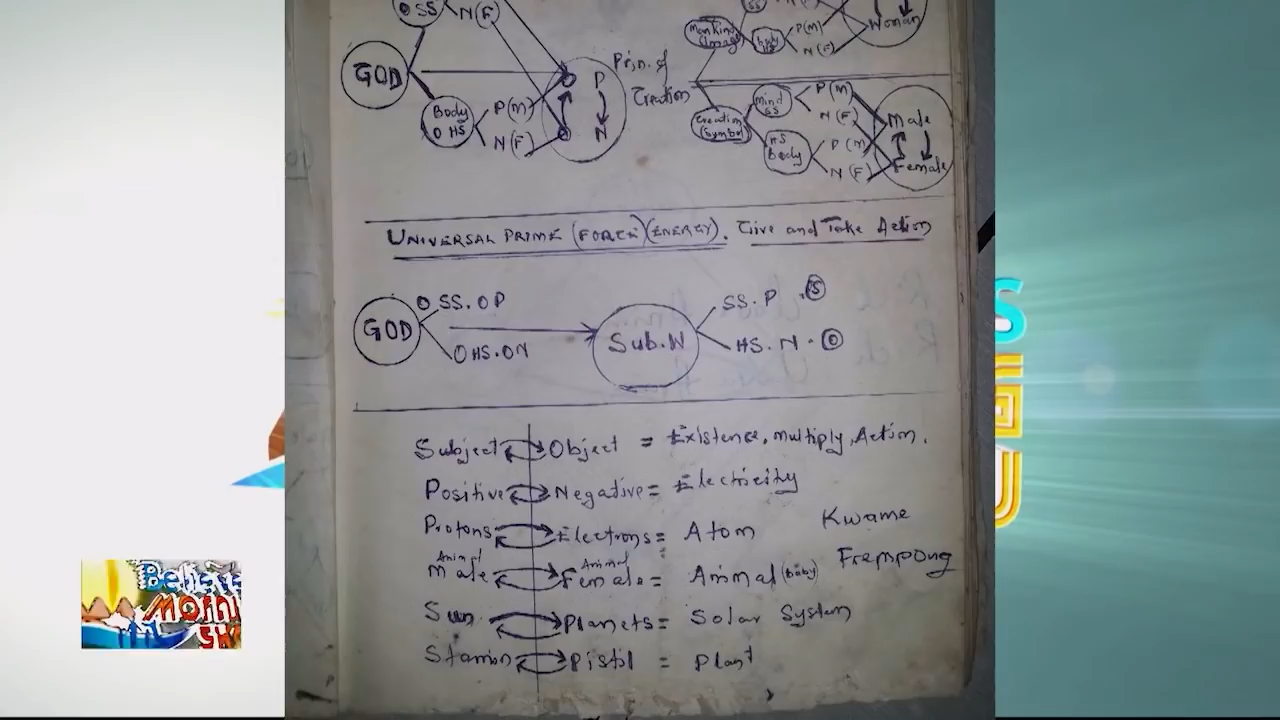 O SS
N(F)
GOD
Body
O HS
P(M)
N(F)
P
N
Prin. of
Creation
Mankind
(Image)
SS
body
HS
P(M)
N(F)
Woman
Creation
(Symbol)
Mind
SS
P(M)
N(F)
HS
Body
P(M)
N(F)
Male
Female
UNIVERSAL PRIME (FORCE)(ENERGY). Give and Take Action
GOD
O SS.OP
O HS.ON
Sub.N
SS.P .S
HS.N.O
Subject Object = Existence, multiply, Action.
Positive Negative = Electricity
Protons Electrons = Atom
Kwame
Animal Animal
male Female = Animal (baby)
Frempong
Sun Planets = Solar System
Stamen Pistil = Plant
S
U